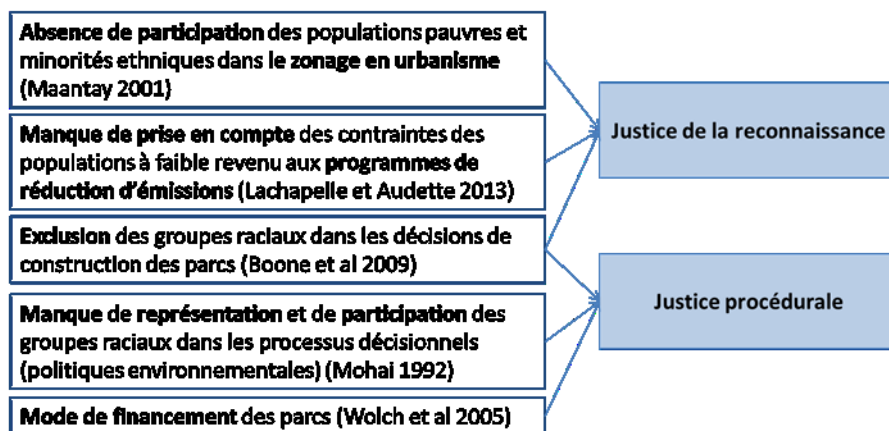 Absence de participation des populations pauvres et
minorités ethniques dans le zonage en urbanisme
(Maantay 2001)
Manque de prise en compte des contraintes des
populations à faible revenu aux programmes de
réduction d'émissions (Lachapelle et Audette 2013)
Exclusion des groupes raciaux dans les décisions de
construction des parcs (Boone et al 2009)
Manque de représentation et de participation des
groupes raciaux dans les processus décisionnels
(politiques environnementales) (Mohai 1992)
Mode de financement des parcs (Wolch et al 2005)
Justice de la reconnaissance
Justice procédurale